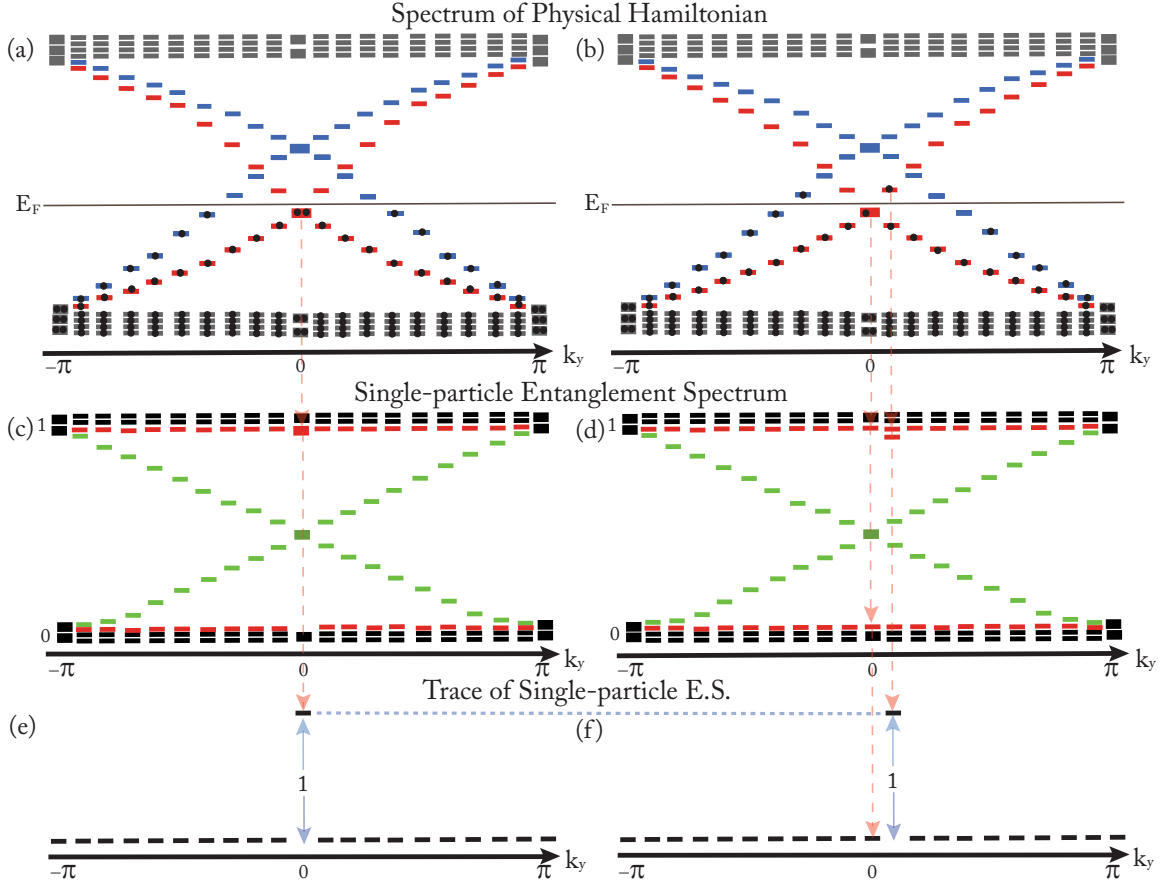 Spectrum of Physical Hamiltonian
(a) (b)
E_F E_F
−π 0 π k_y −π 0 π k_y
Single-particle Entanglement Spectrum
(c) 1 (d) 1
0 0
−π 0 π k_y −π 0 π k_y
Trace of Single-particle E.S.
(e) (f)
1 1
−π 0 π k_y −π 0 π k_y